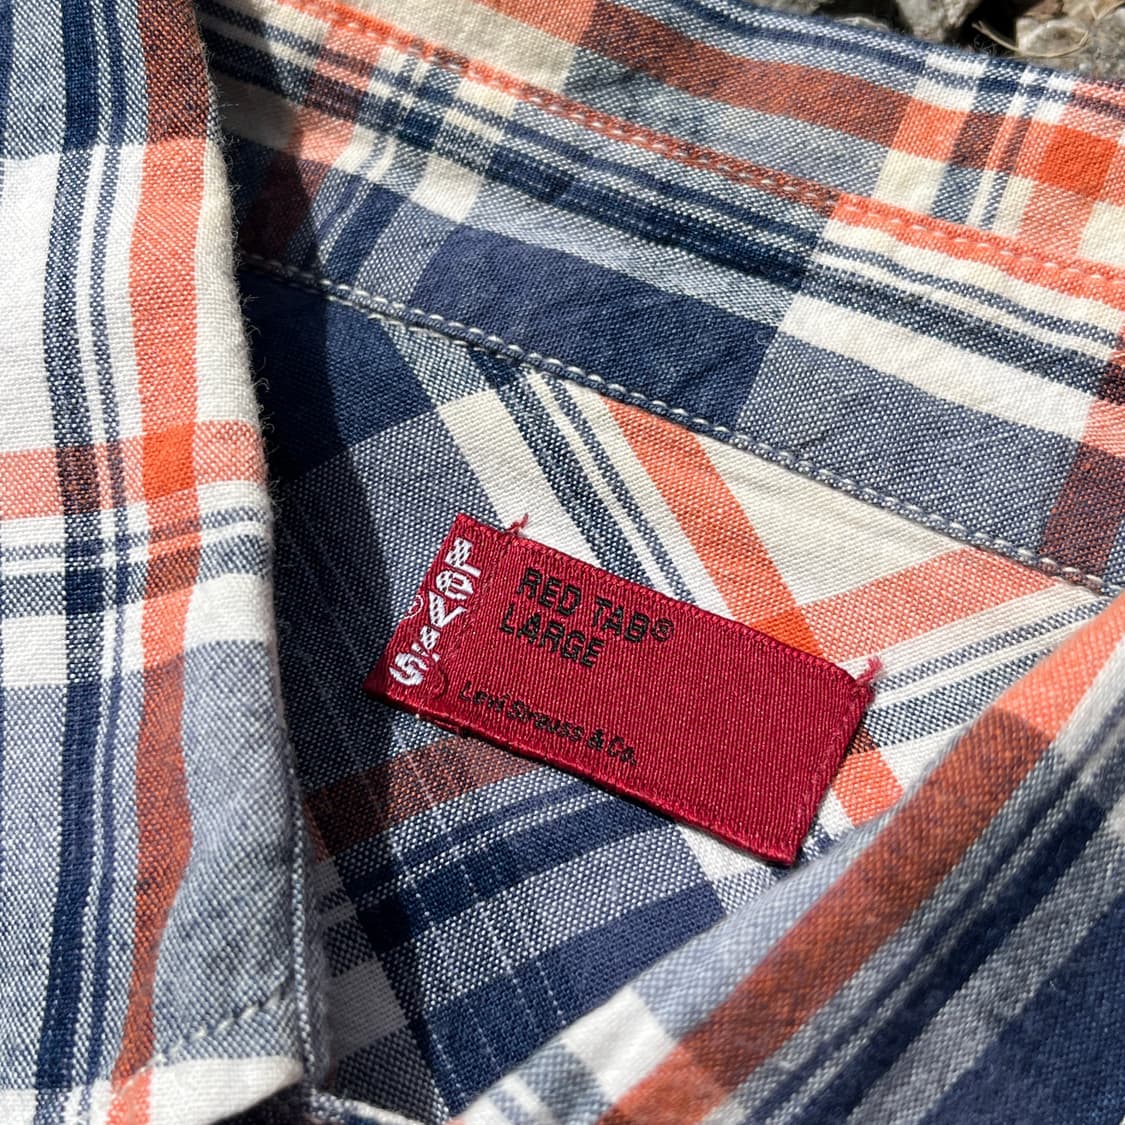 Levi's
®
RED TAB®
LARGE
Levi Strauss & Co.